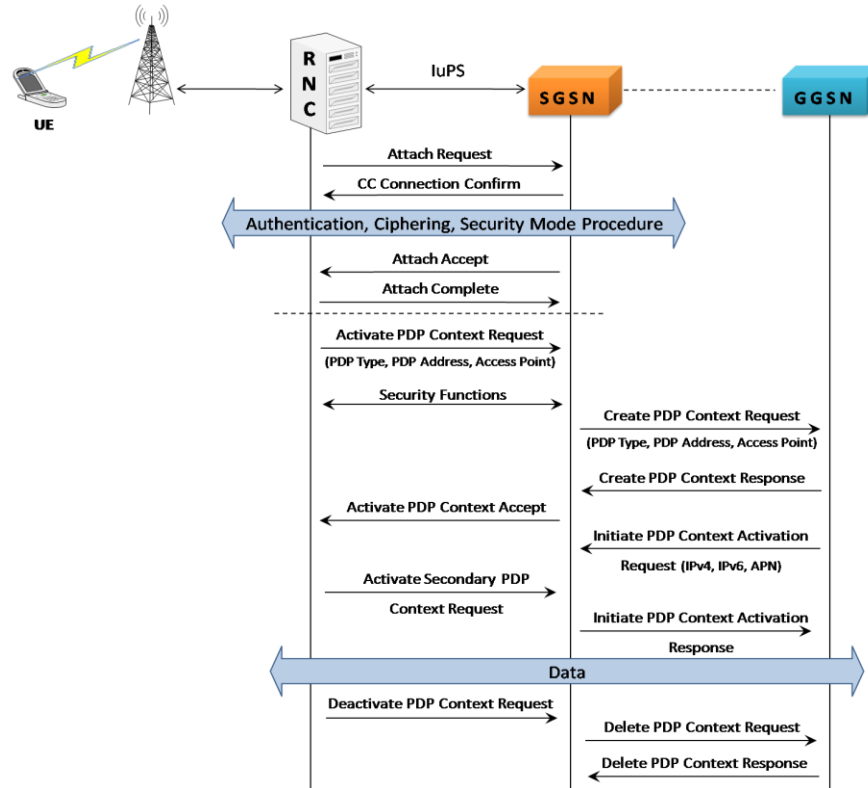 IuPS
R
N
C
SGSN
GGSN
UE
Attach Request
CC Connection Confirm
Authentication, Ciphering, Security Mode Procedure
Attach Accept
Attach Complete
Activate PDP Context Request
(PDP Type, PDP Address, Access Point)
Security Functions
Create PDP Context Request
(PDP Type, PDP Address, Access Point)
Create PDP Context Response
Activate PDP Context Accept
Initiate PDP Context Activation
Request (IPv4, IPv6, APN)
Activate Secondary PDP
Context Request
Initiate PDP Context Activation
Response
Data
Deactivate PDP Context Request
Delete PDP Context Request
Delete PDP Context Response